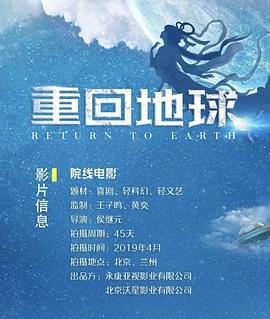 重回地球
RETURN TO EARTH
影片信息
院线电影
题材：喜剧、轻科幻、轻文艺
监制：王子鸣、黄奕
导演：侯继元
拍摄周期：45天
拍摄时间：2019年4月
拍摄地点：北京、兰州
出品方：永康亚视影业有限公司
北京沃星影业有限公司